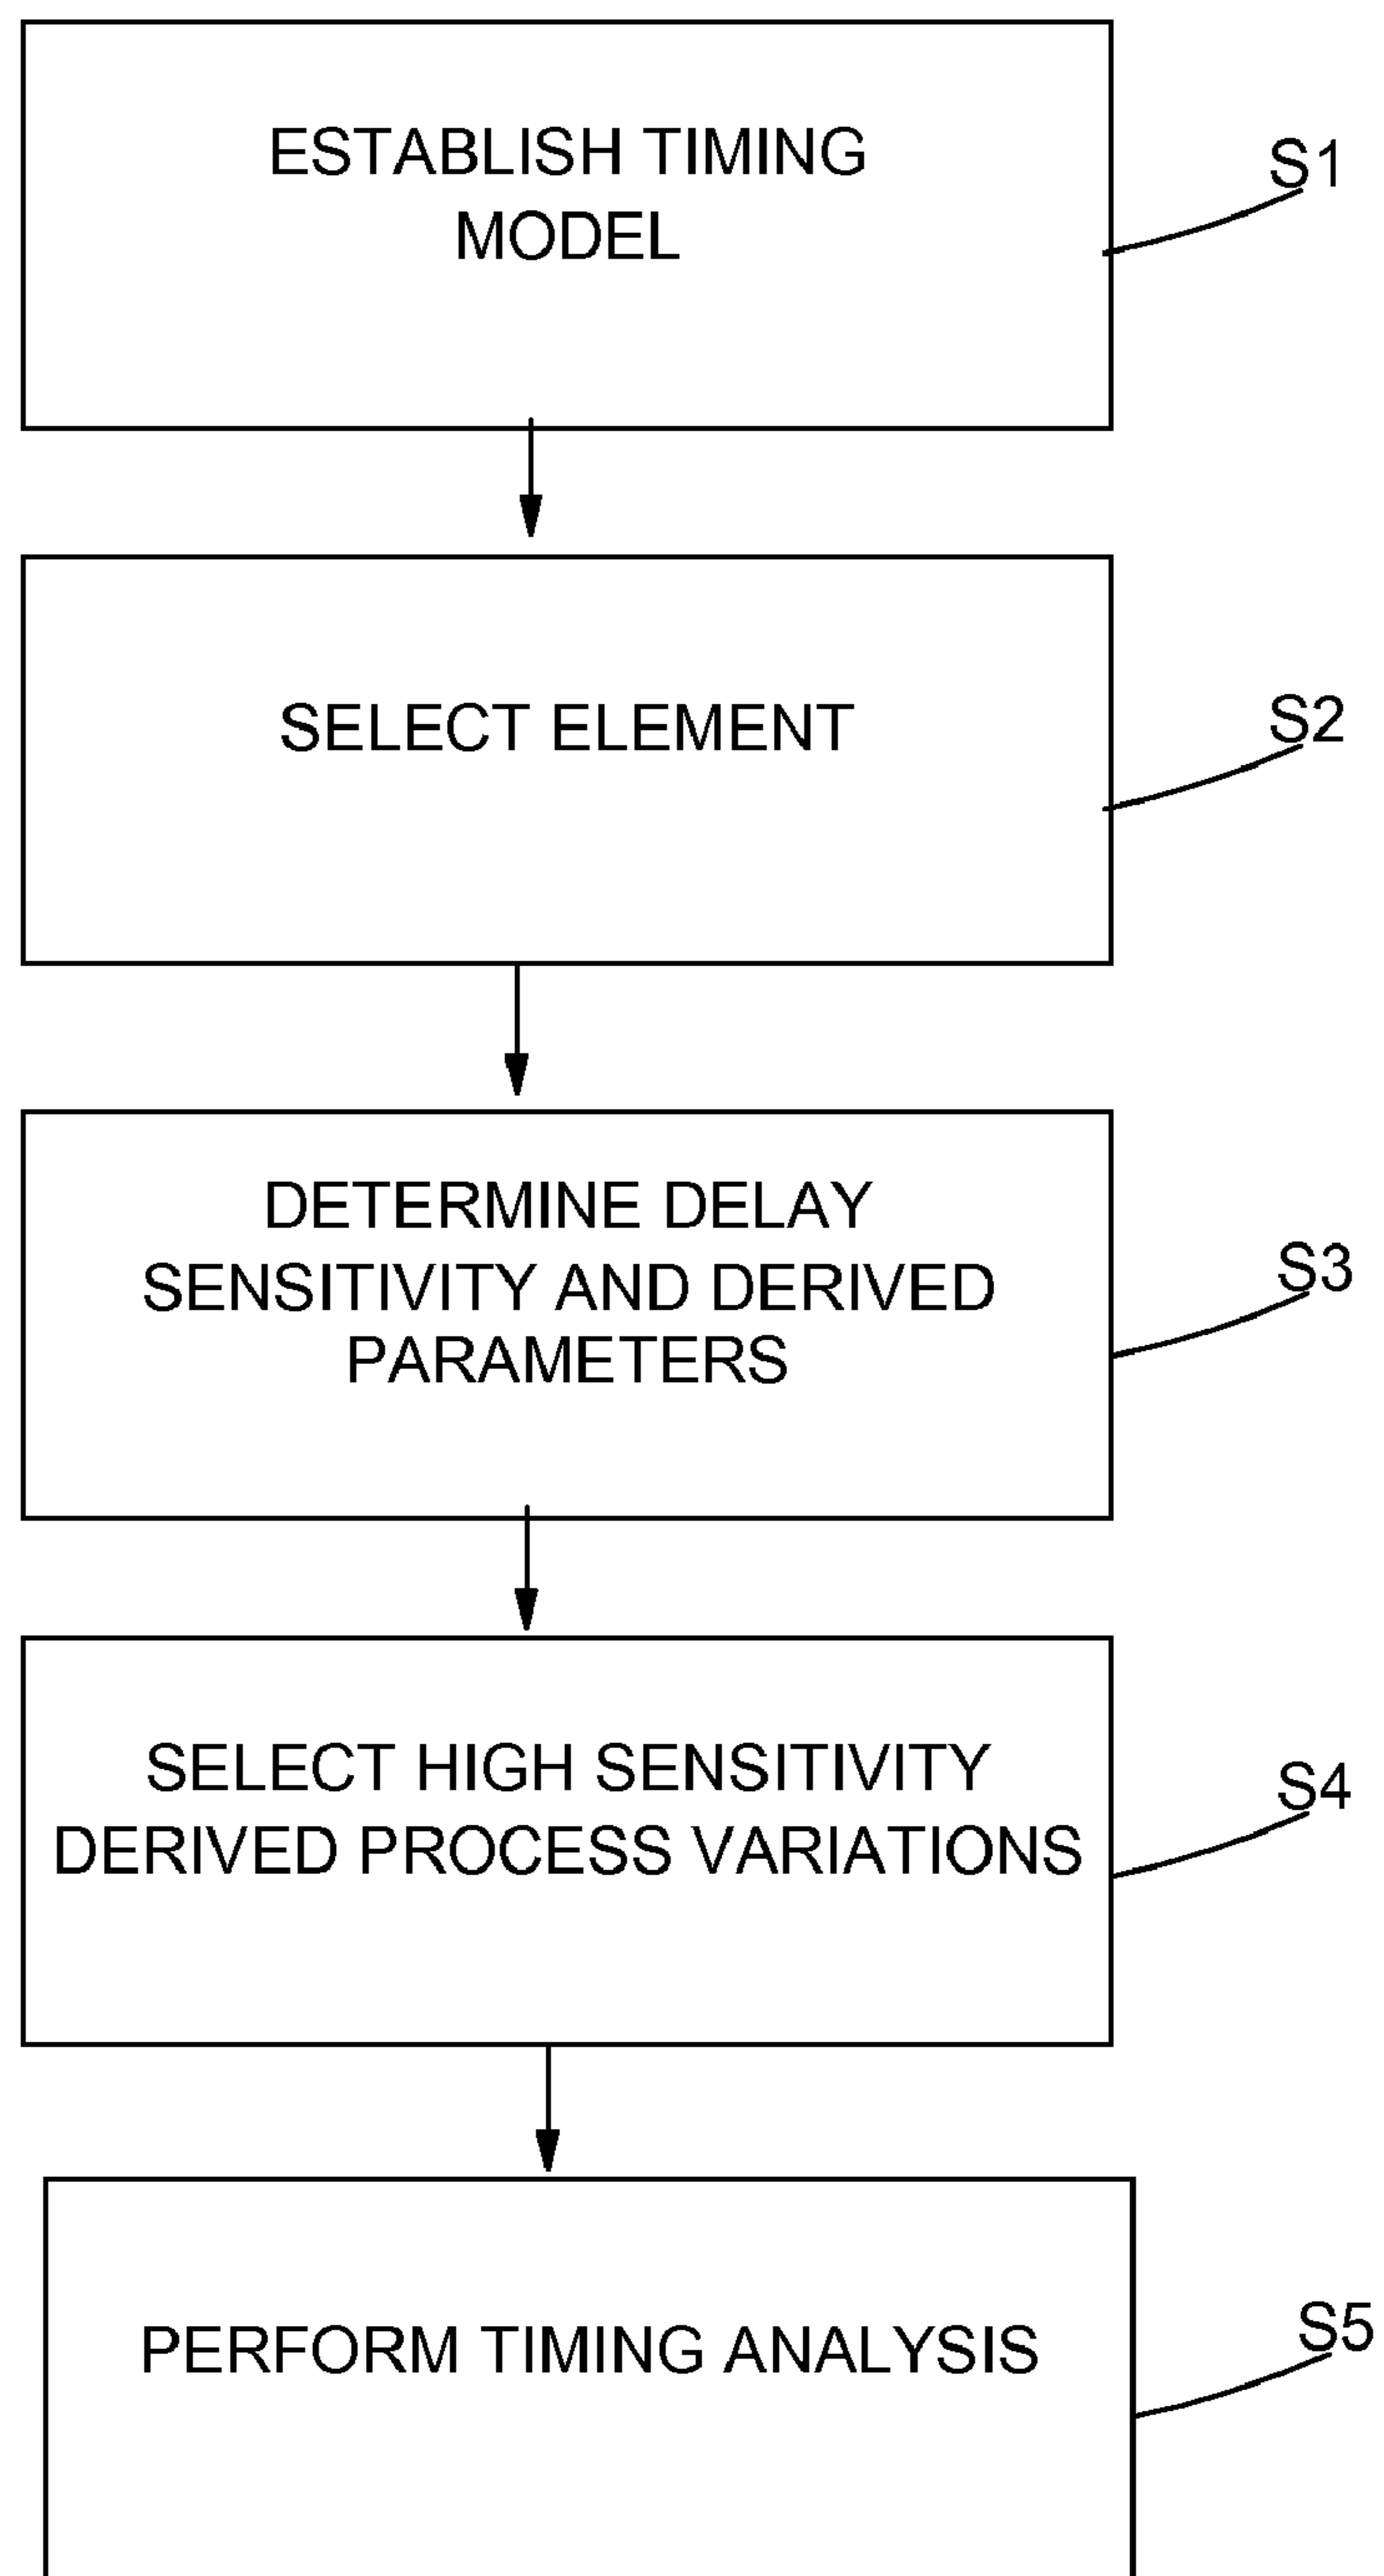 ESTABLISH TIMING
MODEL
S1
SELECT ELEMENT
S2
DETERMINE DELAY
SENSITIVITY AND DERIVED
PARAMETERS
S3
SELECT HIGH SENSITIVITY
DERIVED PROCESS VARIATIONS
S4
PERFORM TIMING ANALYSIS
S5